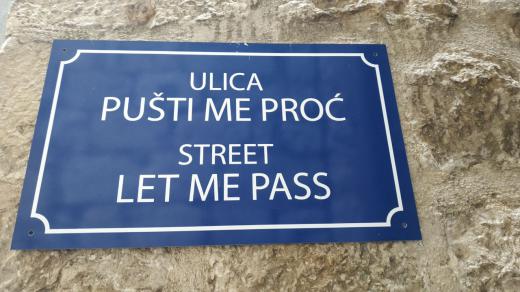 ULICA
PUŠTI ME PROĆ
STREET
LET ME PASS